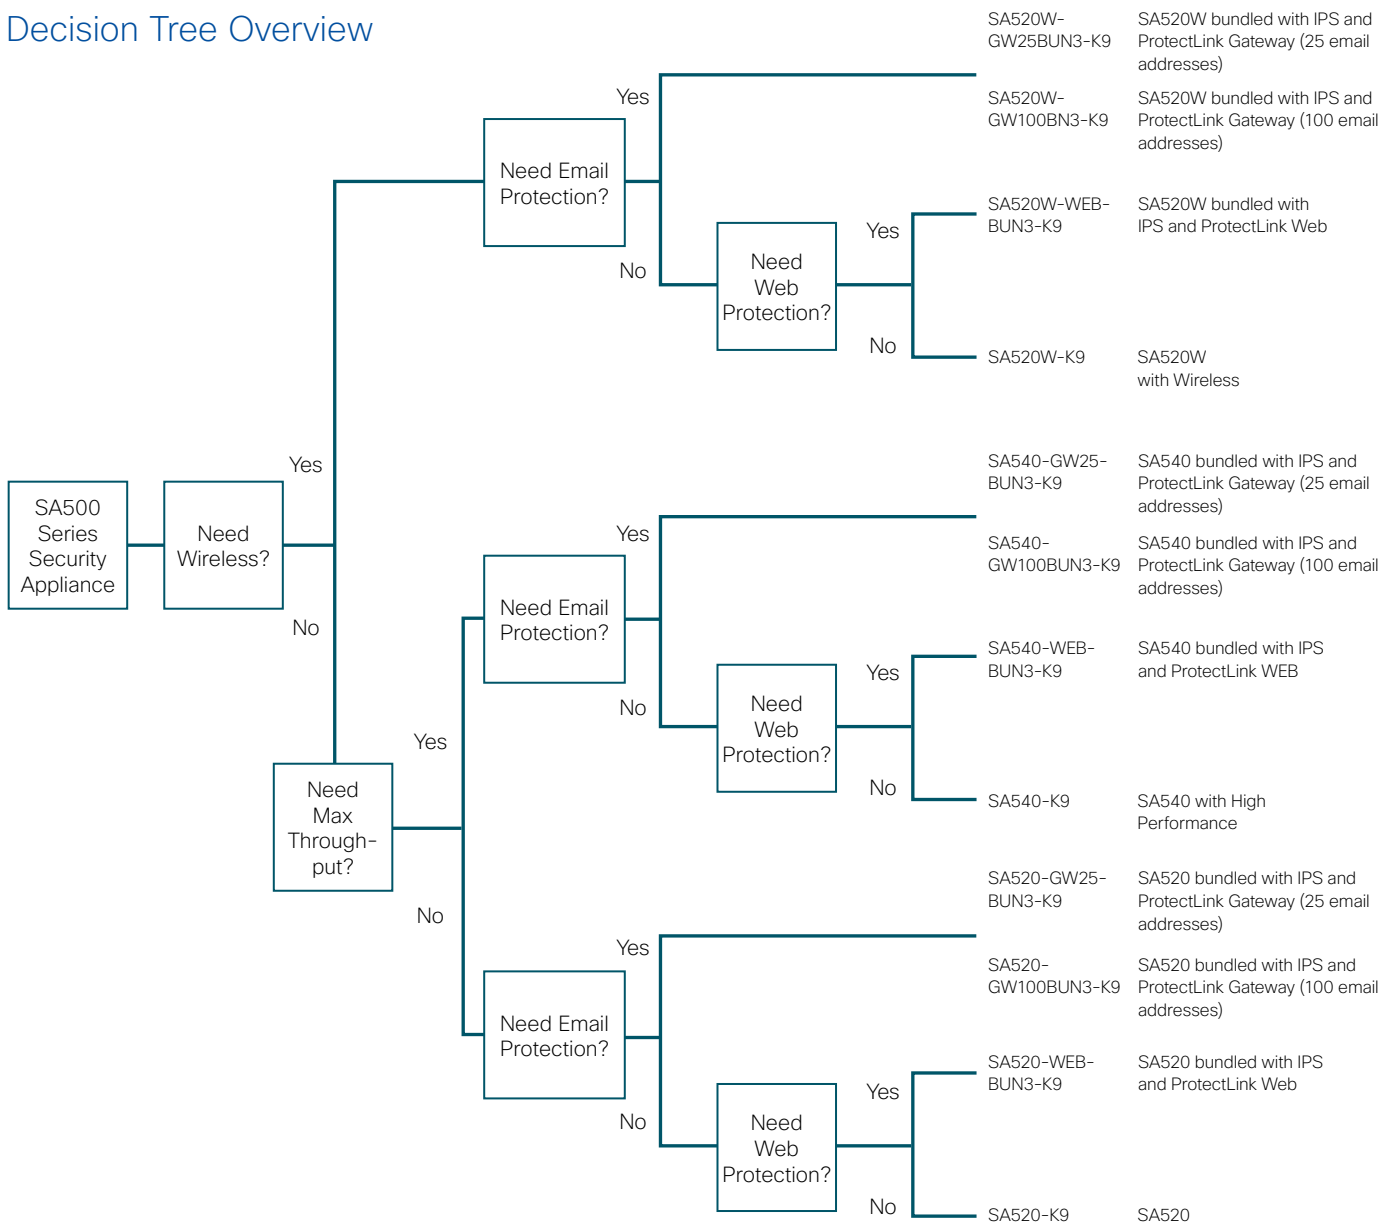 Decision Tree Overview
SA520W-
GW25BUN3-K9
SA520W bundled with IPS and
ProtectLink Gateway (25 email
addresses)
Yes
SA520W-
GW100BN3-K9
SA520W bundled with IPS and
ProtectLink Gateway (100 email
addresses)
Need Email
Protection?
SA520W-WEB-
BUN3-K9
SA520W bundled with
IPS and ProtectLink Web
Yes
No
Need
Web
Protection?
No
SA520W-K9
SA520W
with Wireless
Yes
SA540-GW25-
BUN3-K9
SA540 bundled with IPS and
ProtectLink Gateway (25 email
addresses)
SA500
Series
Security
Appliance
Need
Wireless?
Yes
SA540-
GW100BUN3-K9
SA540 bundled with IPS and
ProtectLink Gateway (100 email
addresses)
No
Need Email
Protection?
SA540-WEB-
BUN3-K9
SA540 bundled with IPS
and ProtectLink WEB
Yes
No
Need
Web
Protection?
Yes
No
Need
Max
Through-
put?
SA540-K9
SA540 with High
Performance
SA520-GW25-
BUN3-K9
SA520 bundled with IPS and
ProtectLink Gateway (25 email
addresses)
No
Yes
SA520-
GW100BUN3-K9
SA520 bundled with IPS and
ProtectLink Gateway (100 email
addresses)
Need Email
Protection?
SA520-WEB-
BUN3-K9
SA520 bundled with IPS
and ProtectLink Web
Yes
No
Need
Web
Protection?
No
SA520-K9
SA520